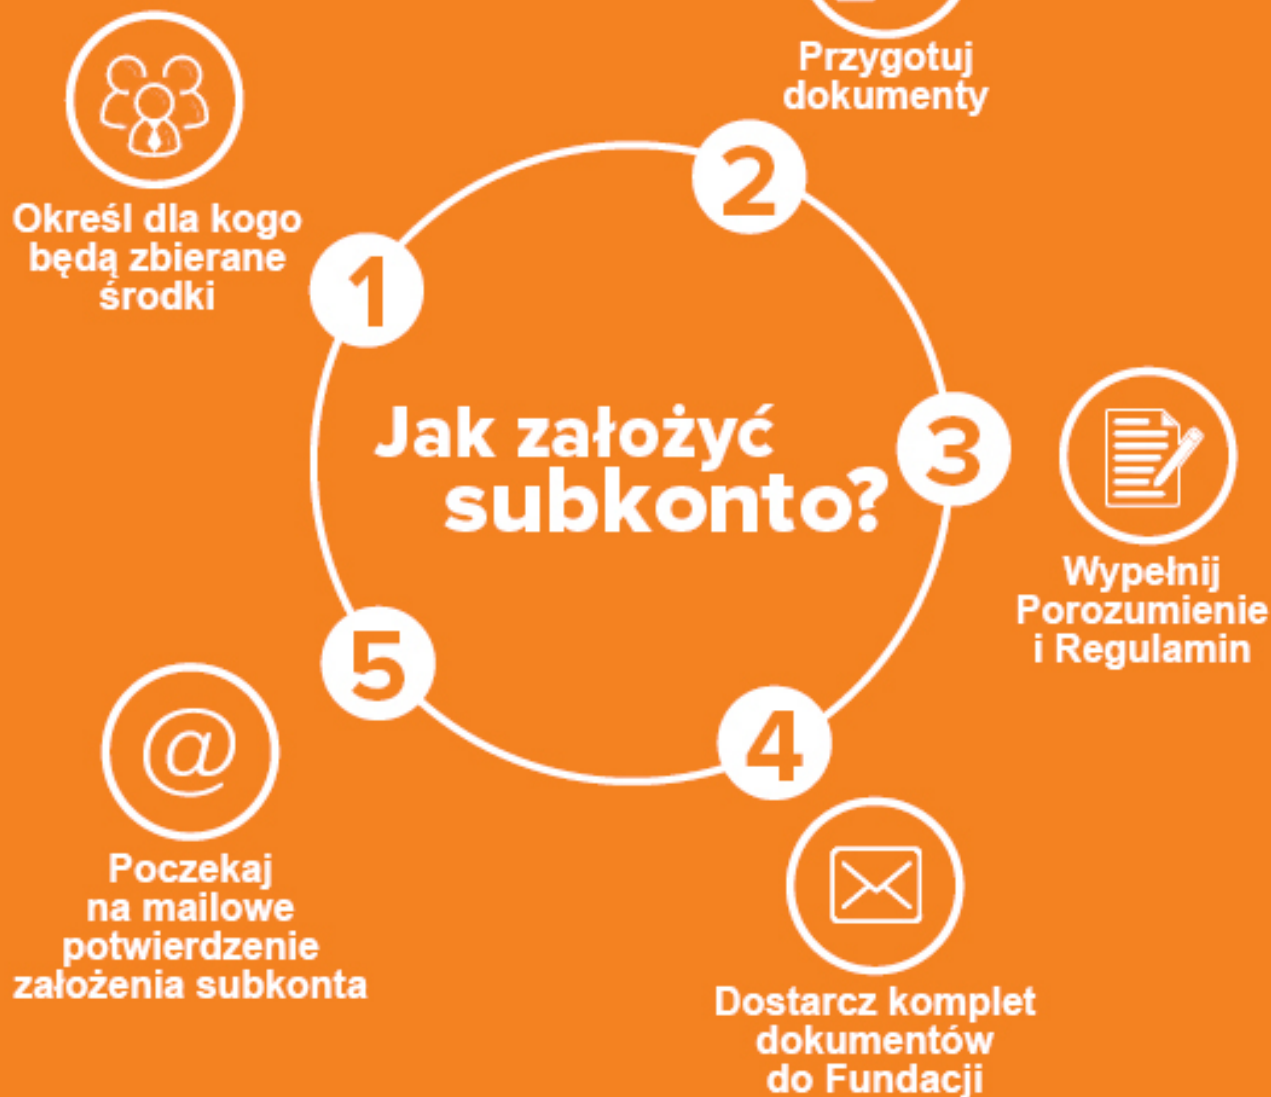 Jak założyć
subkonto?
1
Określ dla kogo
będą zbierane
środki
2
Przygotuj
dokumenty
3
Wypełnij
Porozumienie
i Regulamin
4
Dostarcz komplet
dokumentów
do Fundacji
5
@
Poczekaj
na mailowe
potwierdzenie
założenia subkonta